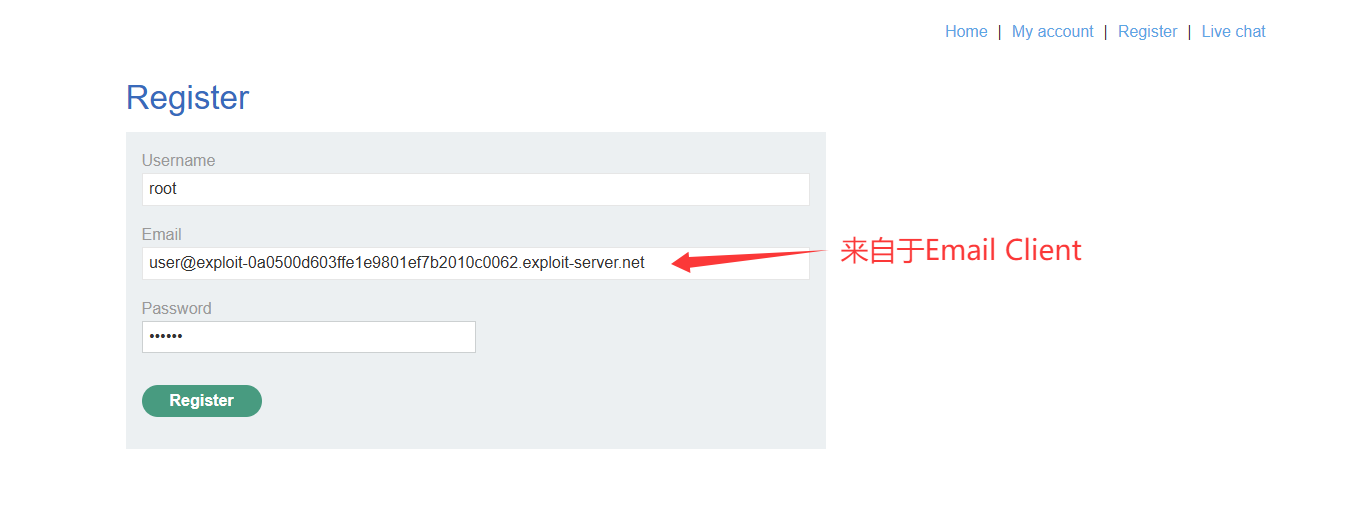 Home | My account | Register | Live chat
Register
Username
root
Email
user@exploit-0a0500d603ffe1e9801ef7b2010c0062.exploit-server.net
来自于Email Client
Password
••••••
Register